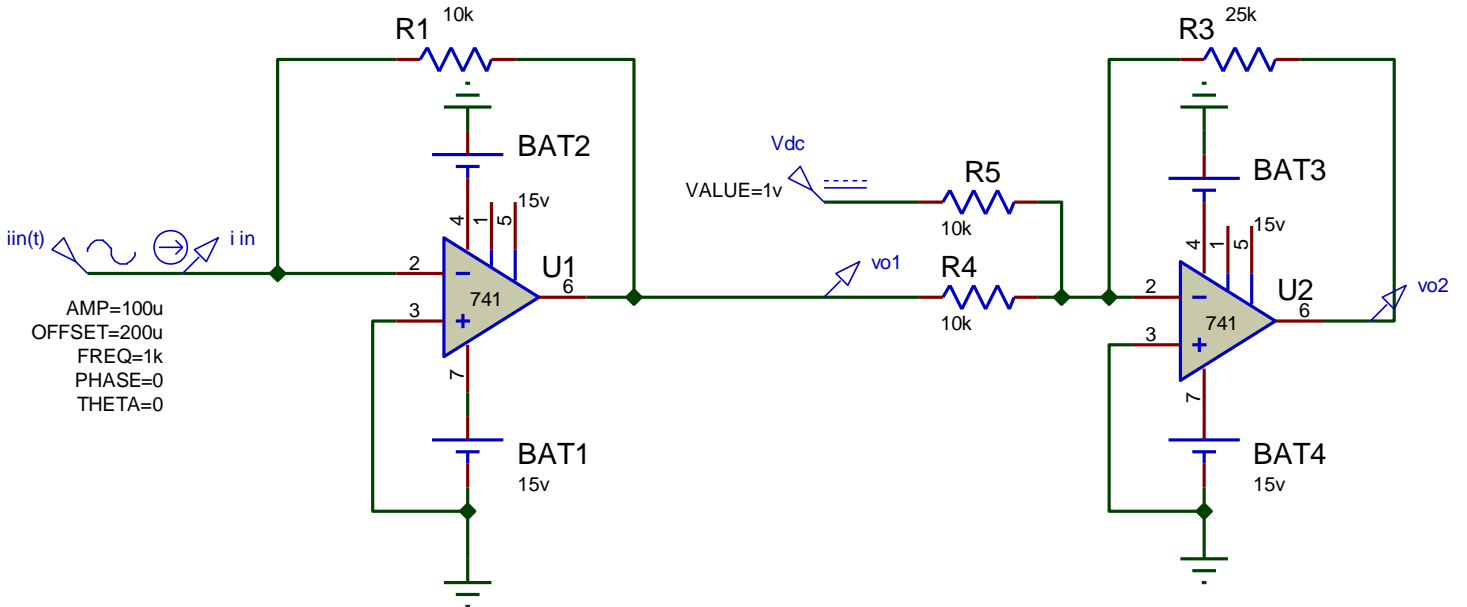 R1
10k
BAT2
15v
iin(t)
i in
AMP=100u
OFFSET=200u
FREQ=1k
PHASE=0
THETA=0
2
3
4
1
5
7
6
U1
741
BAT1
15v
Vdc
VALUE=1v
R5
10k
vo1
R4
10k
R3
25k
BAT3
15v
2
3
4
1
5
7
6
U2
741
vo2
BAT4
15v